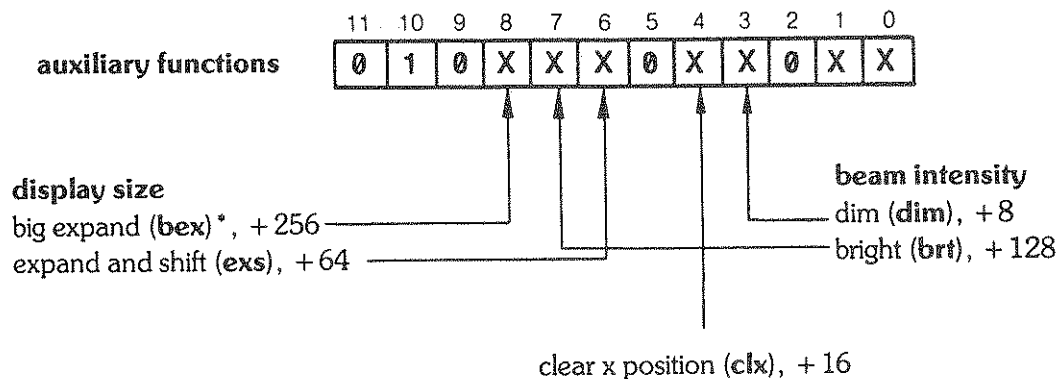 11 10 9 8 7 6 5 4 3 2 1 0
auxiliary functions 0 1 0 X X X 0 X X 0 X X
display size
big expand (bex)*, +256
expand and shift (exs), +64
beam intensity
dim (dim), +8
bright (brt), +128
clear x position (clx), +16